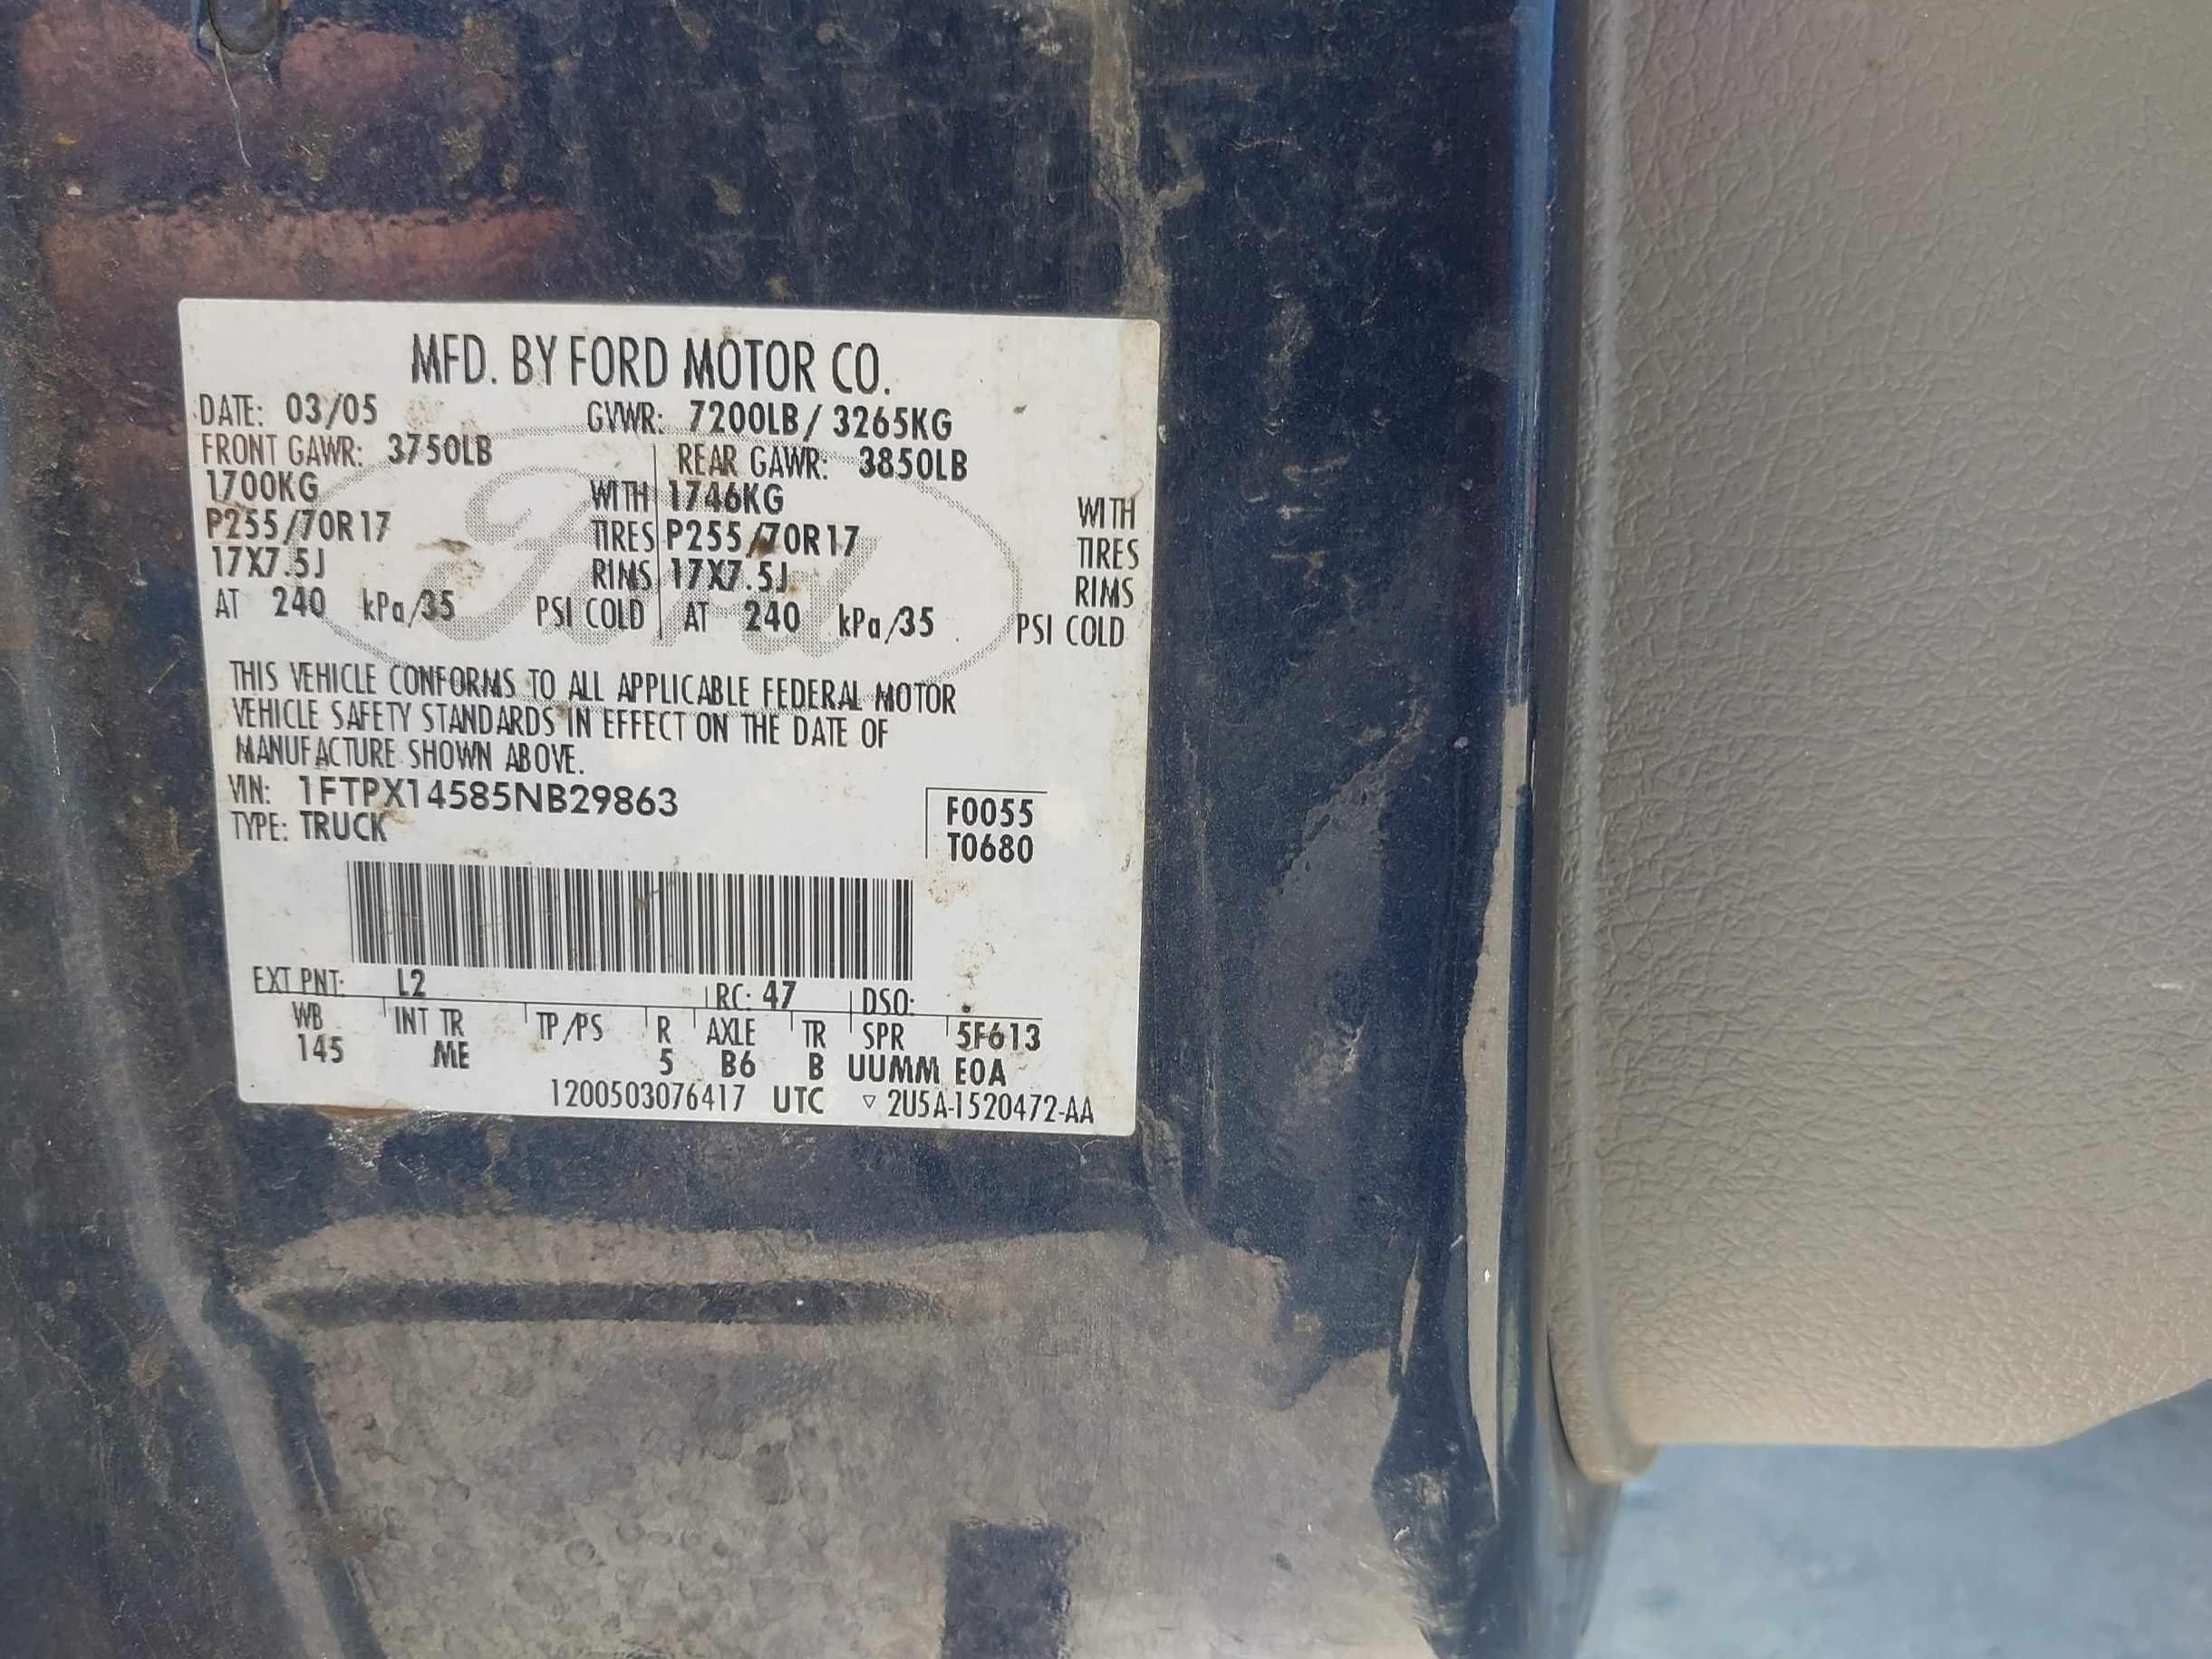 MFD. BY FORD MOTOR CO.
DATE: 03/05 GVWR: 7200LB/ 3265KG
FRONT GAWR: 3750LB REAR GAWR: 3850LB
1700KG WITH 1746KG WITH
P255/70R17 TIRES P255/70R17 TIRES
17X7.5J RIMS 17X7.5J RIMS
AT 240 kPa/35 PSI COLD AT 240 kPa/35 PSI COLD
Ford
THIS VEHICLE CONFORMS TO ALL APPLICABLE FEDERAL MOTOR
VEHICLE SAFETY STANDARDS IN EFFECT ON THE DATE OF
MANUFACTURE SHOWN ABOVE.
VIN: 1FTPX14585NB29863 F0055
TYPE: TRUCK T0680
EXT PNT: L2 RC: 47 DSO:
WB INT TR TP/PS R AXLE TR SPR 5F613
145 ME 5 B6 B UUMM E0A
1200503076417 UTC ▽ 2U5A-1520472-AA